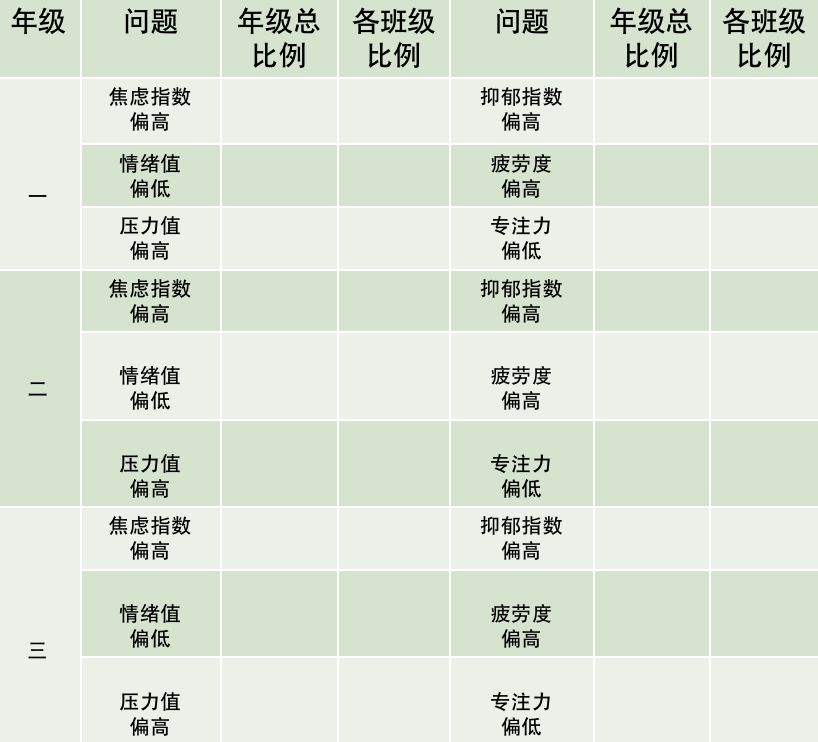 年级 问题 年级总比例 各班级比例 问题 年级总比例 各班级比例
一 焦虑指数偏高 抑郁指数偏高
情绪值偏低 疲劳度偏高
压力值偏高 专注力偏低
二 焦虑指数偏高 抑郁指数偏高
情绪值偏低 疲劳度偏高
压力值偏高 专注力偏低
三 焦虑指数偏高 抑郁指数偏高
情绪值偏低 疲劳度偏高
压力值偏高 专注力偏低